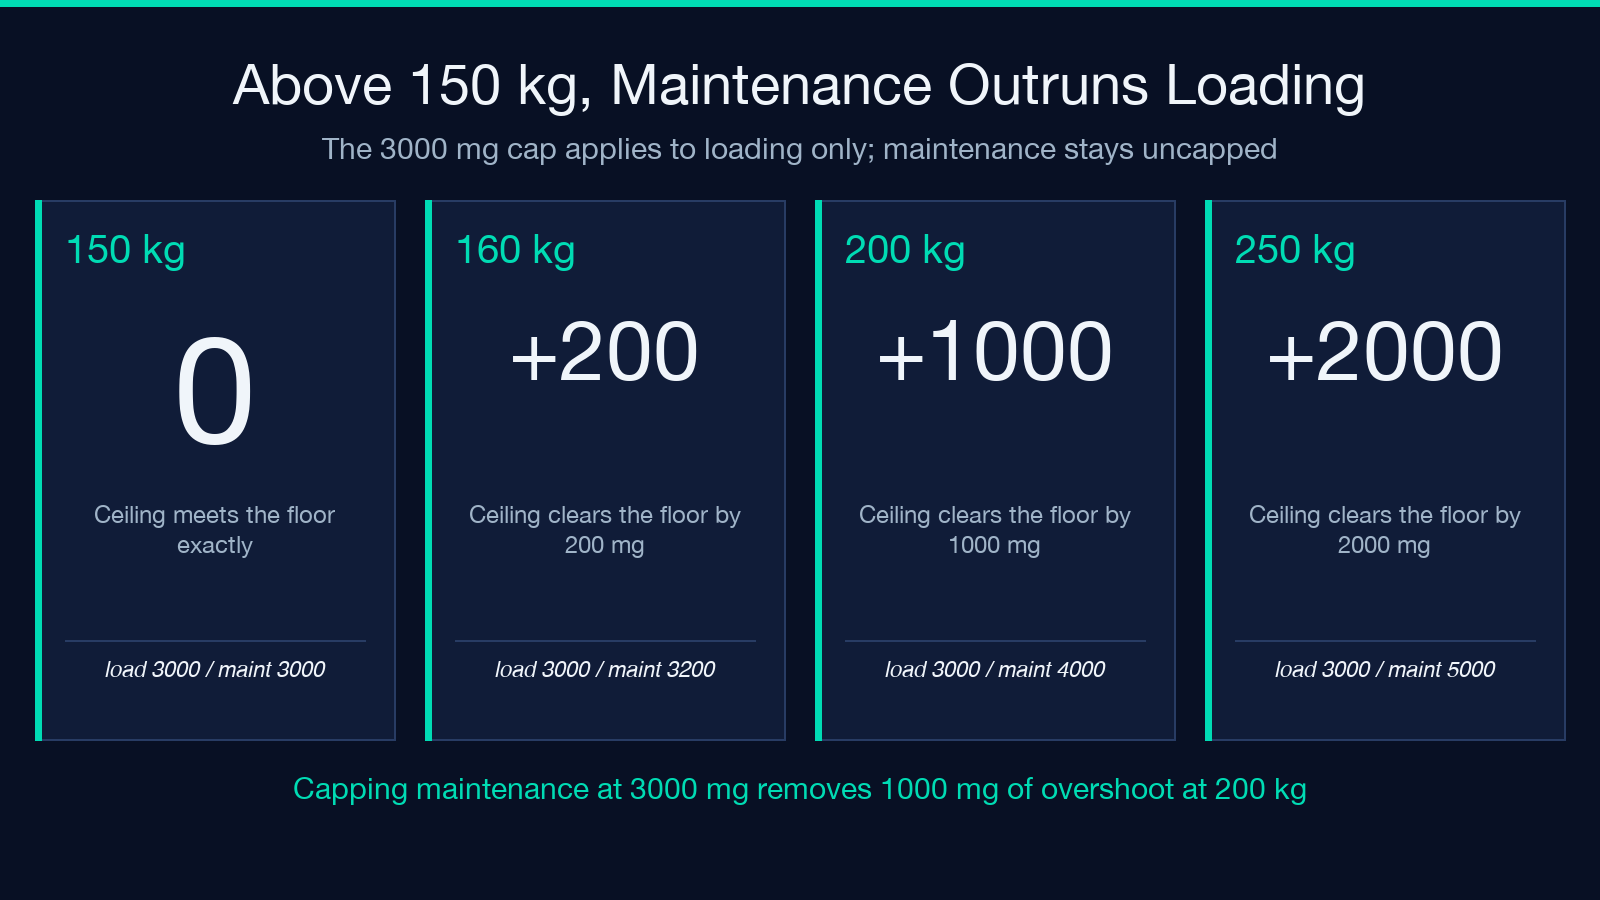 Above 150 kg, Maintenance Outruns Loading
The 3000 mg cap applies to loading only; maintenance stays uncapped
150 kg
0
Ceiling meets the floor
exactly
load 3000 / maint 3000
160 kg
+200
Ceiling clears the floor by
200 mg
load 3000 / maint 3200
200 kg
+1000
Ceiling clears the floor by
1000 mg
load 3000 / maint 4000
250 kg
+2000
Ceiling clears the floor by
2000 mg
load 3000 / maint 5000
Capping maintenance at 3000 mg removes 1000 mg of overshoot at 200 kg